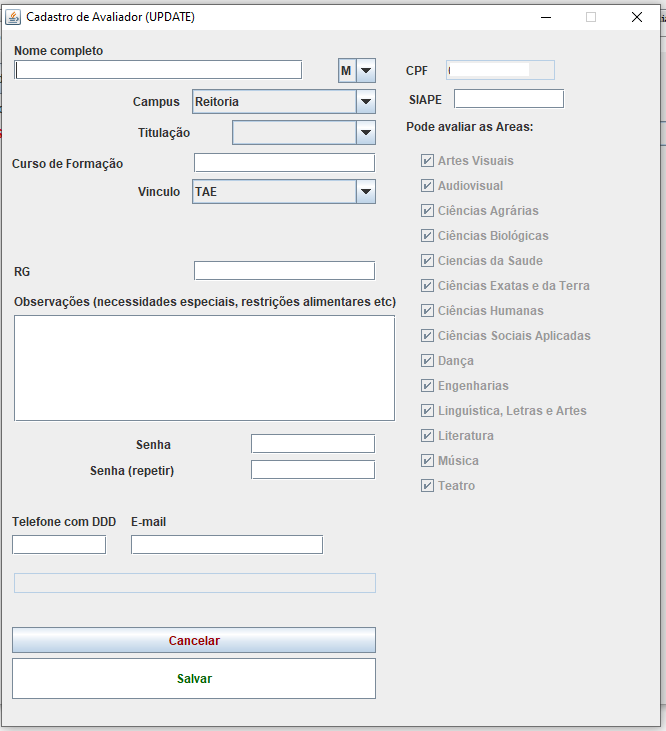 Cadastro de Avaliador (UPDATE)
Nome completo
M
CPF
Campus
Reitoria
SIAPE
Titulação
Pode avaliar as Areas:
Curso de Formação
Vinculo
TAE
RG
Observações (necessidades especiais, restrições alimentares etc)
Senha
Senha (repetir)
Telefone com DDD
E-mail
Cancelar
Salvar
Artes Visuais
Audiovisual
Ciências Agrárias
Ciências Biológicas
Ciencias da Saude
Ciências Exatas e da Terra
Ciências Humanas
Ciências Sociais Aplicadas
Dança
Engenharias
Linguística, Letras e Artes
Literatura
Música
Teatro